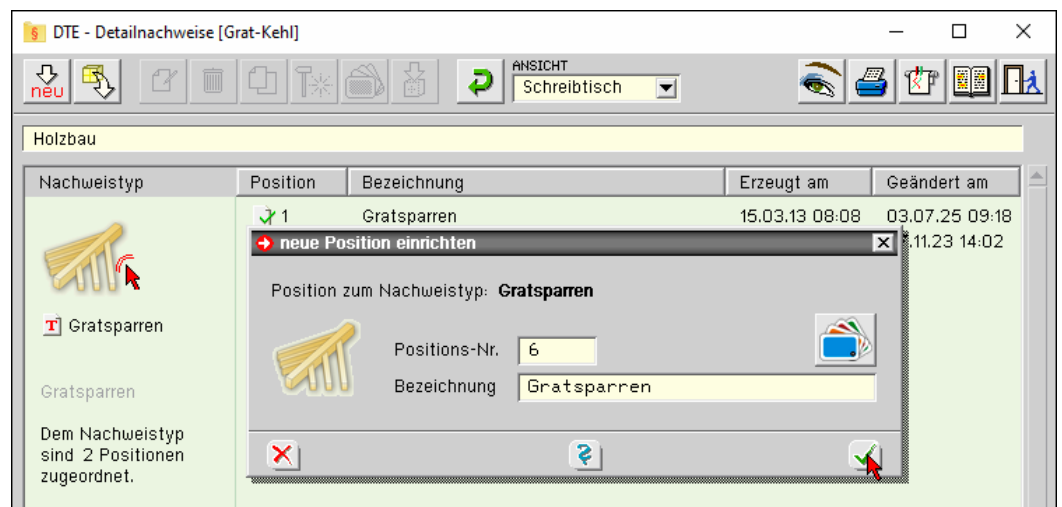 DTE - Detailnachweise [Grat-Kehl]
neu
ANSICHT
Schreibtisch
Holzbau
Nachweistyp Position Bezeichnung Erzeugt am Geändert am
1 Gratsparren 15.03.13 08:08 03.07.25 09:18
.11.23 14:02
neue Position einrichten
Position zum Nachweistyp: Gratsparren
Positions-Nr. 6
Bezeichnung Gratsparren
T Gratsparren
Gratsparren
Dem Nachweistyp
sind 2 Positionen
zugeordnet.